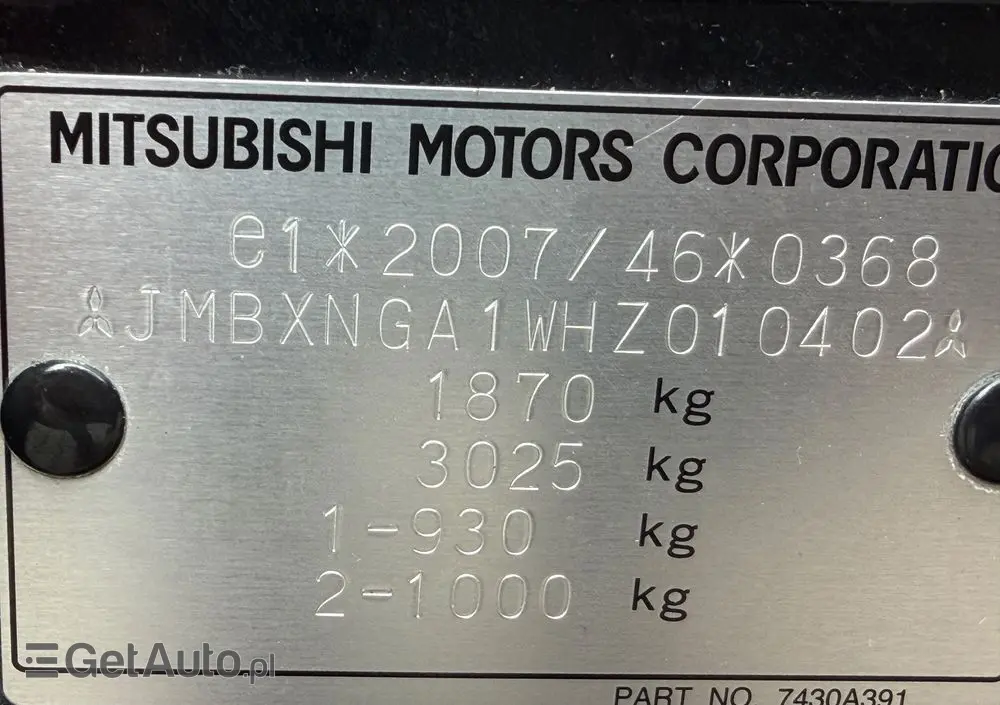 MITSUBISHI MOTORS CORPORATIO
e1*2007/46*0368
JMBXNGA1WHZ010402
1870 kg
3025 kg
1-930 kg
2-1000 kg
GetAuto.pl
PART NO. 7430A391